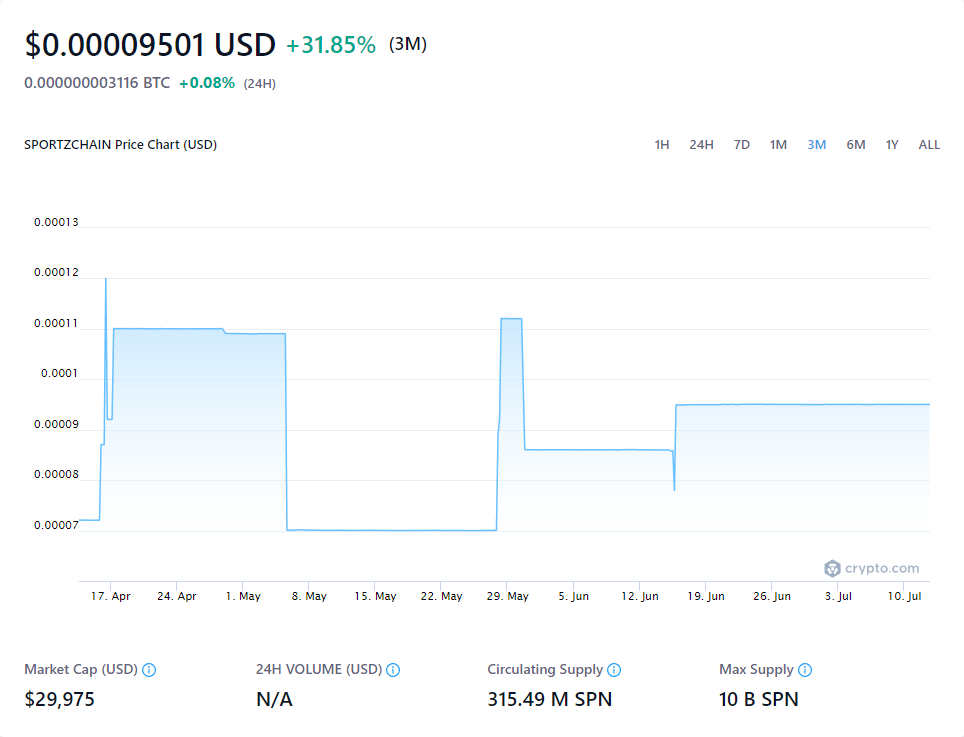 $0.00009501 USD +31.85% (3M)
0.000000003116 BTC +0.08% (24H)
SPORTZCHAIN Price Chart (USD) 1H 24H 7D 1M 3M 6M 1Y ALL
0.00013
0.00012
0.00011
0.0001
0.00009
0.00008
0.00007
crypto.com
17. Apr 24. Apr 1. May 8. May 15. May 22. May 29. May 5. Jun 12. Jun 19. Jun 26. Jun 3. Jul 10. Jul
Market Cap (USD) 24H VOLUME (USD) Circulating Supply Max Supply
$29,975 N/A 315.49 M SPN 10 B SPN